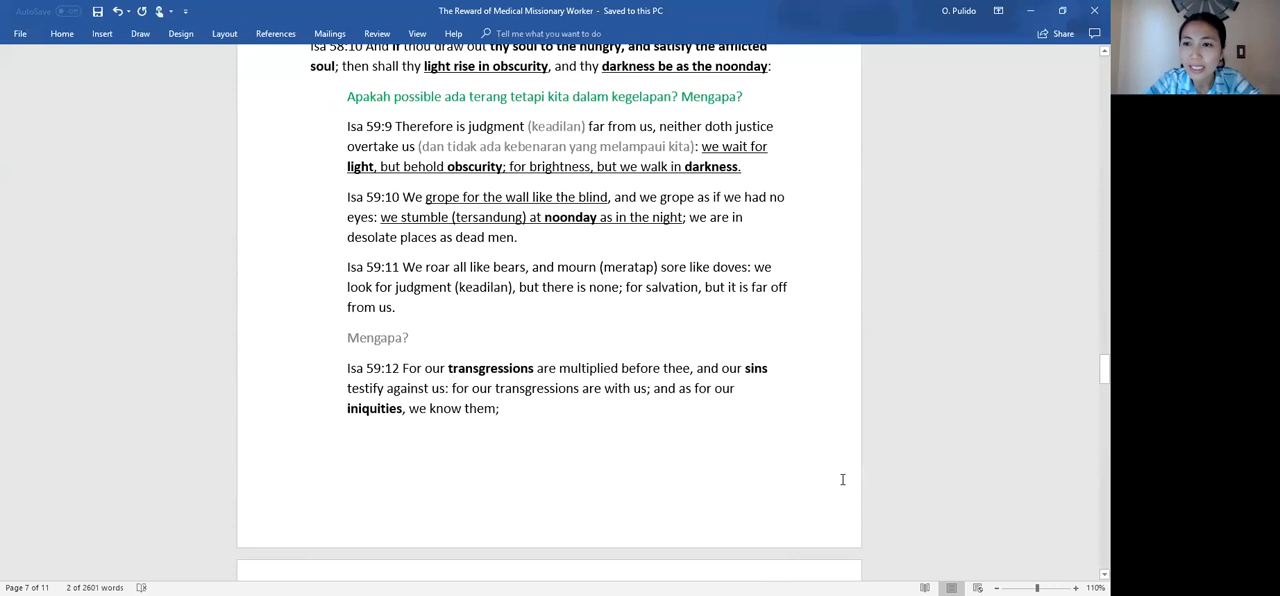 AutoSave Off
The Reward of Medical Missionary Worker - Saved to this PC
O. Pulido
File Home Insert Draw Design Layout References Mailings Review View Help Tell me what you want to do Share
Isa 58:10 And if thou draw out thy soul to the hungry, and satisfy the afflicted
soul; then shall thy light rise in obscurity, and thy darkness be as the noonday:
Apakah possible ada terang tetapi kita dalam kegelapan? Mengapa?
Isa 59:9 Therefore is judgment (keadilan) far from us, neither doth justice
overtake us (dan tidak ada kebenaran yang melampaui kita): we wait for
light, but behold obscurity; for brightness, but we walk in darkness.
Isa 59:10 We grope for the wall like the blind, and we grope as if we had no
eyes: we stumble (tersandung) at noonday as in the night; we are in
desolate places as dead men.
Isa 59:11 We roar all like bears, and mourn (meratap) sore like doves: we
look for judgment (keadilan), but there is none; for salvation, but it is far off
from us.
Mengapa?
Isa 59:12 For our transgressions are multiplied before thee, and our sins
testify against us: for our transgressions are with us; and as for our
iniquities, we know them;
Page 7 of 11 2 of 2601 words 110%